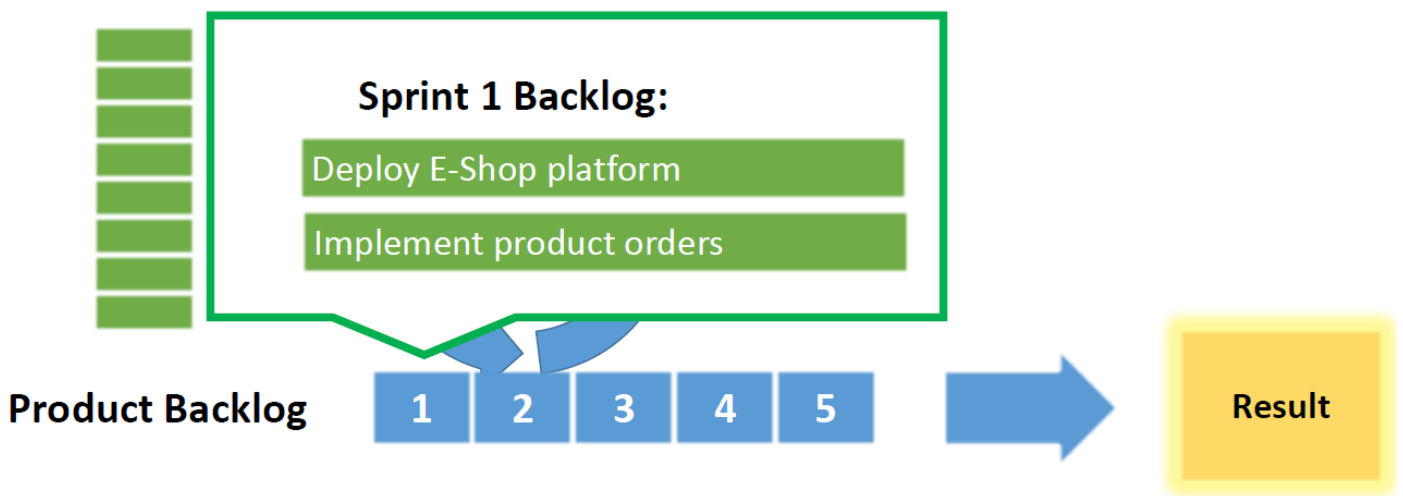 Sprint 1 Backlog:
Deploy E-Shop platform
Implement product orders
Product Backlog
1 2 3 4 5
Result